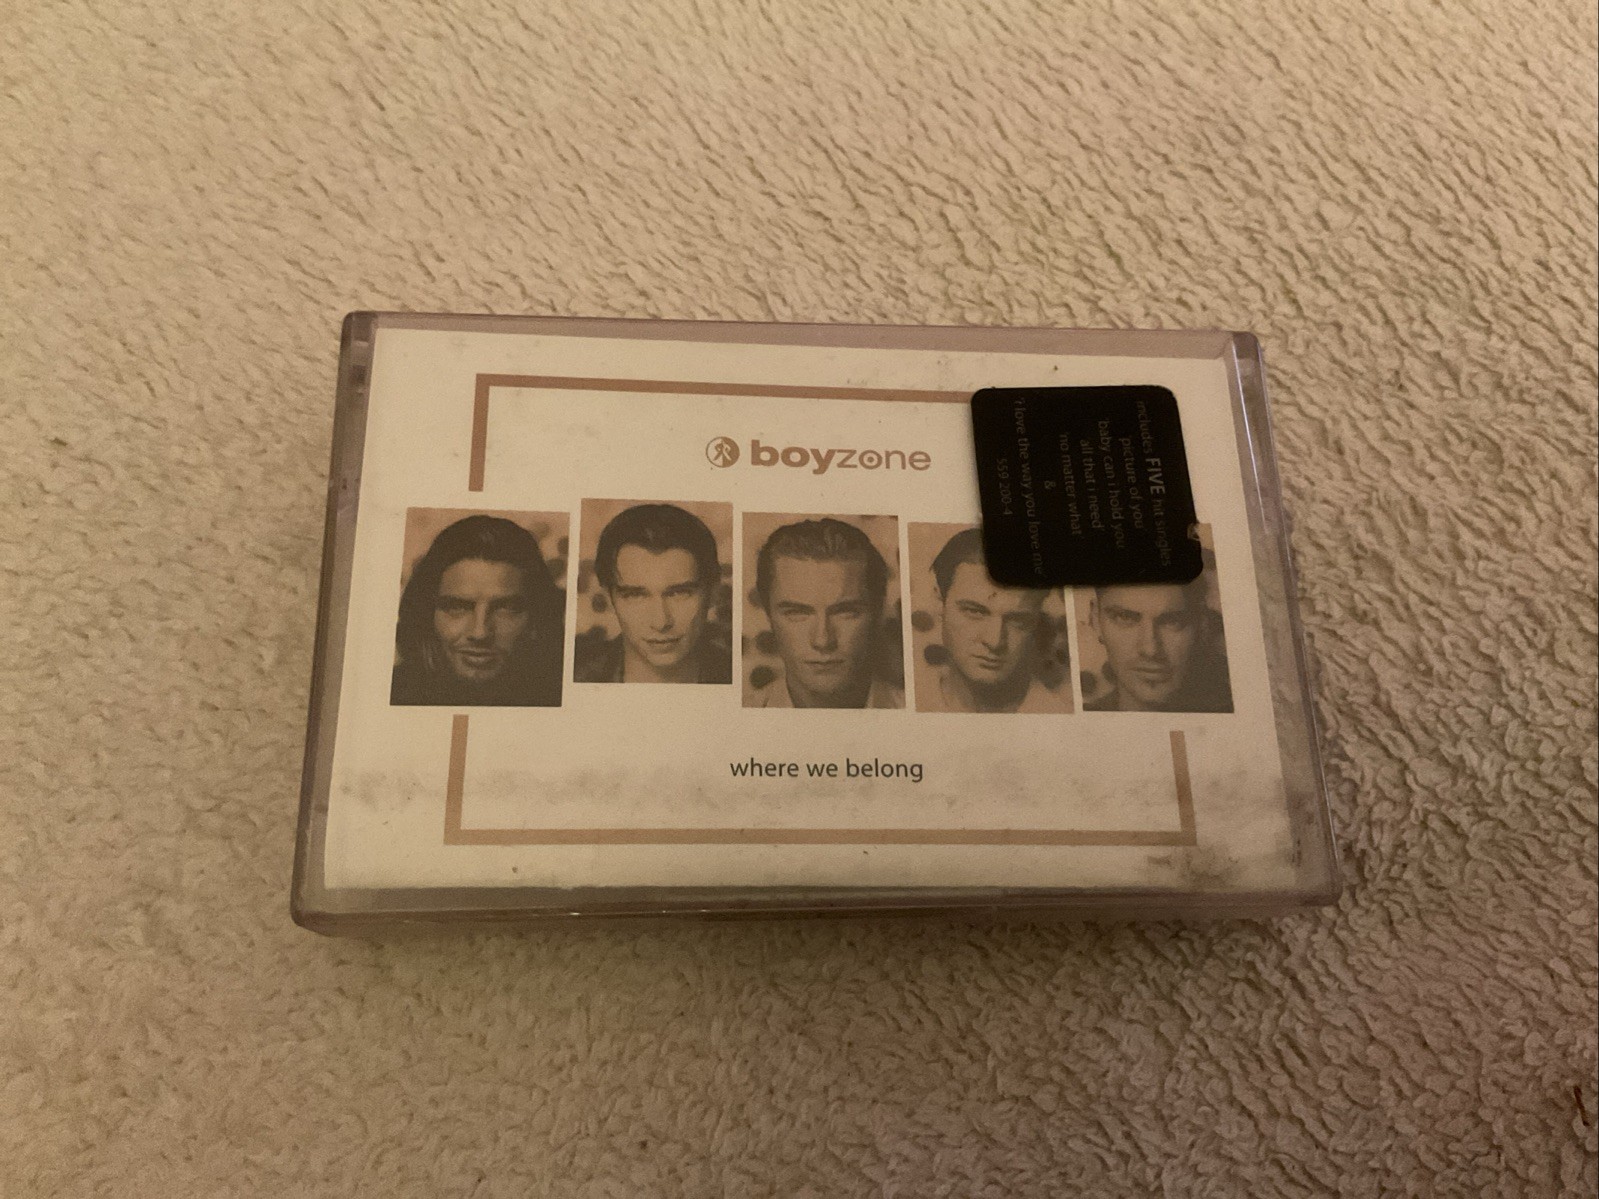 boyzone
includes FIVE hit singles
picture of you
baby can i hold you
all that i need
no matter what
&
'i love the way you love me
559 200-4
where we belong